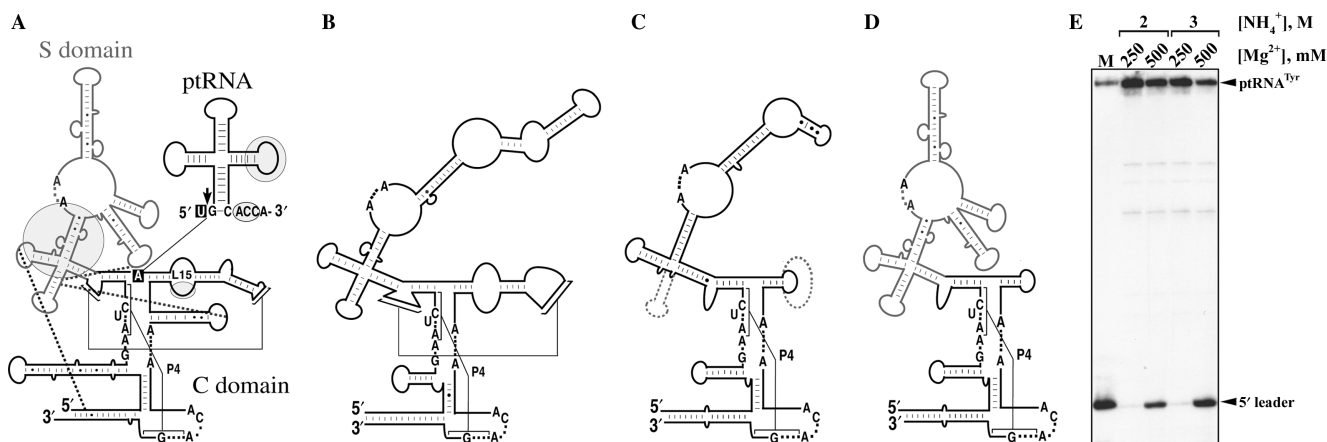 A
S domain
ptRNA
A
A
5′ U G C A C C A - 3′
A
L15
C
U
A
A
A
G
A
P4
C domain
5′
3′
A
C
G A
B
A
A
C
U
A
A
A
G
A
P4
5′
3′
A
C
G A
C
A
A
C
U
A
A
A
G
A
P4
5′
3′
A
C
G A
D
A
A
C
U
A
A
A
G
A
P4
5′
3′
A
C
G A
E
2 3 [NH4+], M
M 250 500 250 500 [Mg2+], mM
ptRNATyr
5′ leader